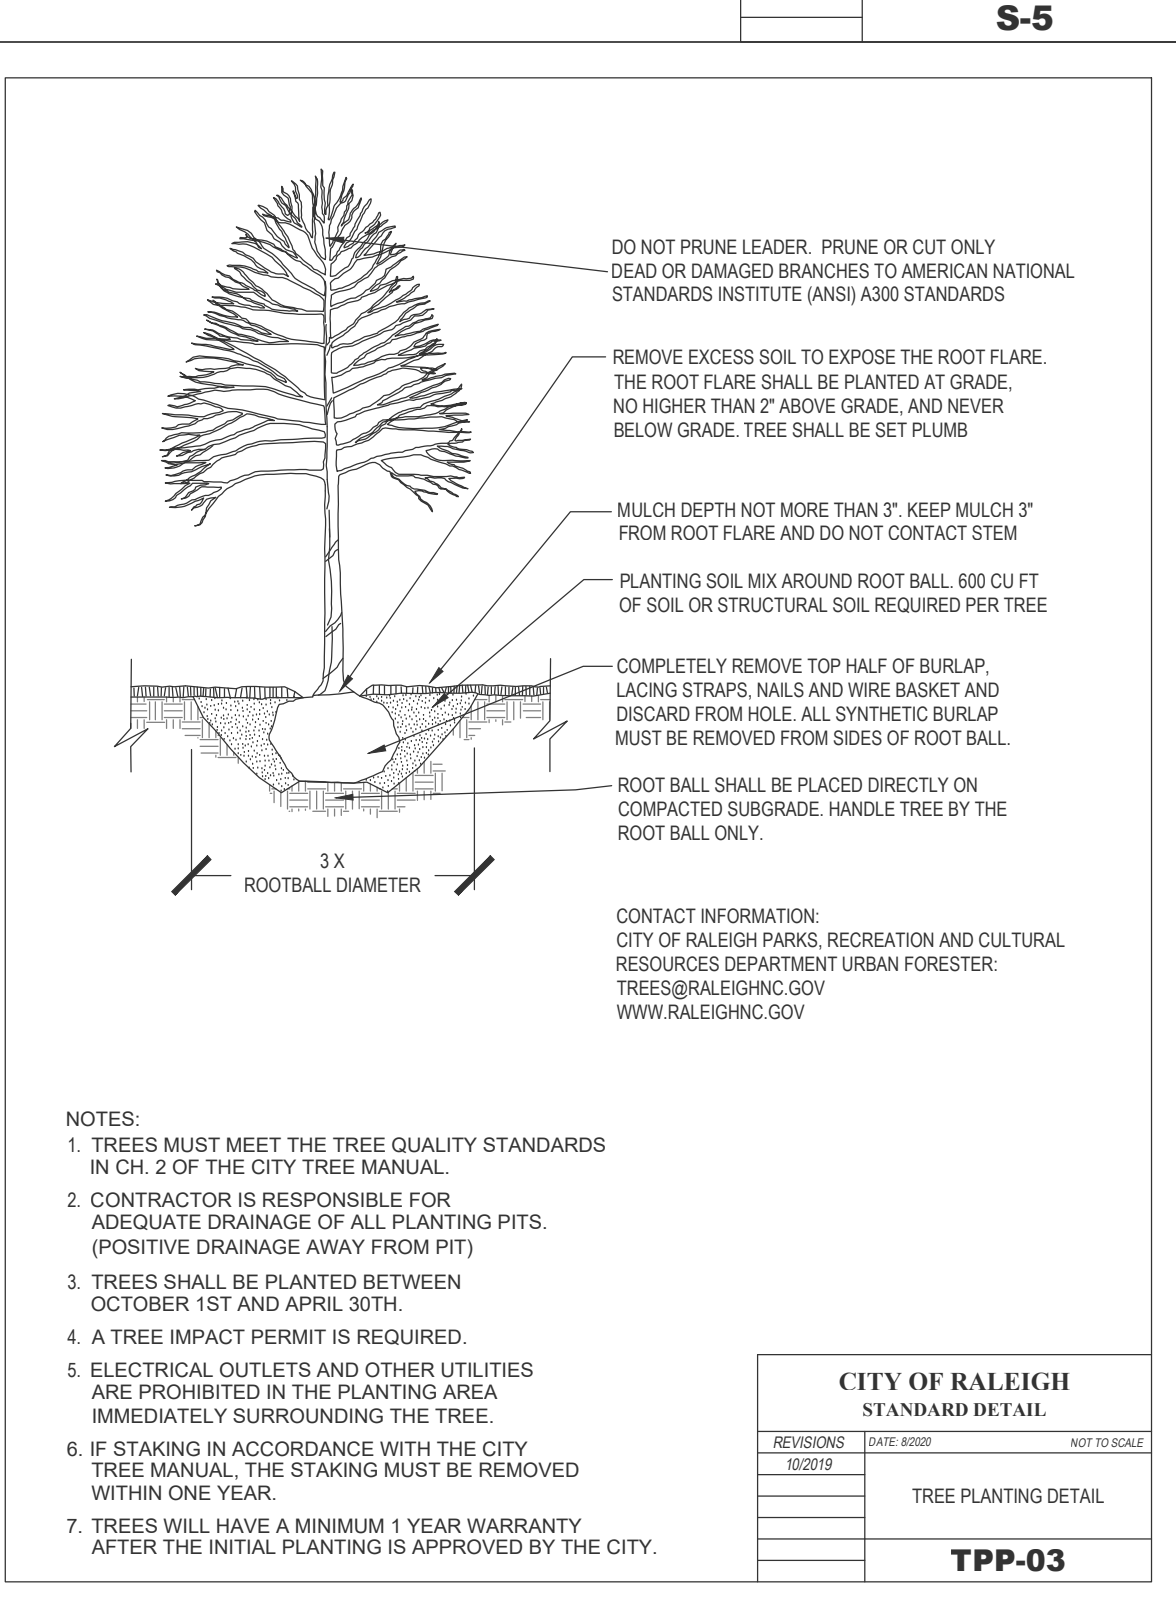 S-5
DO NOT PRUNE LEADER. PRUNE OR CUT ONLY
DEAD OR DAMAGED BRANCHES TO AMERICAN NATIONAL
STANDARDS INSTITUTE (ANSI) A300 STANDARDS
REMOVE EXCESS SOIL TO EXPOSE THE ROOT FLARE.
THE ROOT FLARE SHALL BE PLANTED AT GRADE,
NO HIGHER THAN 2" ABOVE GRADE, AND NEVER
BELOW GRADE. TREE SHALL BE SET PLUMB
MULCH DEPTH NOT MORE THAN 3". KEEP MULCH 3"
FROM ROOT FLARE AND DO NOT CONTACT STEM
PLANTING SOIL MIX AROUND ROOT BALL. 600 CU FT
OF SOIL OR STRUCTURAL SOIL REQUIRED PER TREE
COMPLETELY REMOVE TOP HALF OF BURLAP,
LACING STRAPS, NAILS AND WIRE BASKET AND
DISCARD FROM HOLE. ALL SYNTHETIC BURLAP
MUST BE REMOVED FROM SIDES OF ROOT BALL.
ROOT BALL SHALL BE PLACED DIRECTLY ON
COMPACTED SUBGRADE. HANDLE TREE BY THE
ROOT BALL ONLY.
3 X
ROOTBALL DIAMETER
CONTACT INFORMATION:
CITY OF RALEIGH PARKS, RECREATION AND CULTURAL
RESOURCES DEPARTMENT URBAN FORESTER:
TREES@RALEIGHNC.GOV
WWW.RALEIGHNC.GOV
NOTES:
1. TREES MUST MEET THE TREE QUALITY STANDARDS
IN CH. 2 OF THE CITY TREE MANUAL.
2. CONTRACTOR IS RESPONSIBLE FOR
ADEQUATE DRAINAGE OF ALL PLANTING PITS.
(POSITIVE DRAINAGE AWAY FROM PIT)
3. TREES SHALL BE PLANTED BETWEEN
OCTOBER 1ST AND APRIL 30TH.
4. A TREE IMPACT PERMIT IS REQUIRED.
5. ELECTRICAL OUTLETS AND OTHER UTILITIES
ARE PROHIBITED IN THE PLANTING AREA
IMMEDIATELY SURROUNDING THE TREE.
6. IF STAKING IN ACCORDANCE WITH THE CITY
TREE MANUAL, THE STAKING MUST BE REMOVED
WITHIN ONE YEAR.
7. TREES WILL HAVE A MINIMUM 1 YEAR WARRANTY
AFTER THE INITIAL PLANTING IS APPROVED BY THE CITY.
CITY OF RALEIGH
STANDARD DETAIL
REVISIONS DATE: 8/2020 NOT TO SCALE
10/2019
TREE PLANTING DETAIL
TPP-03